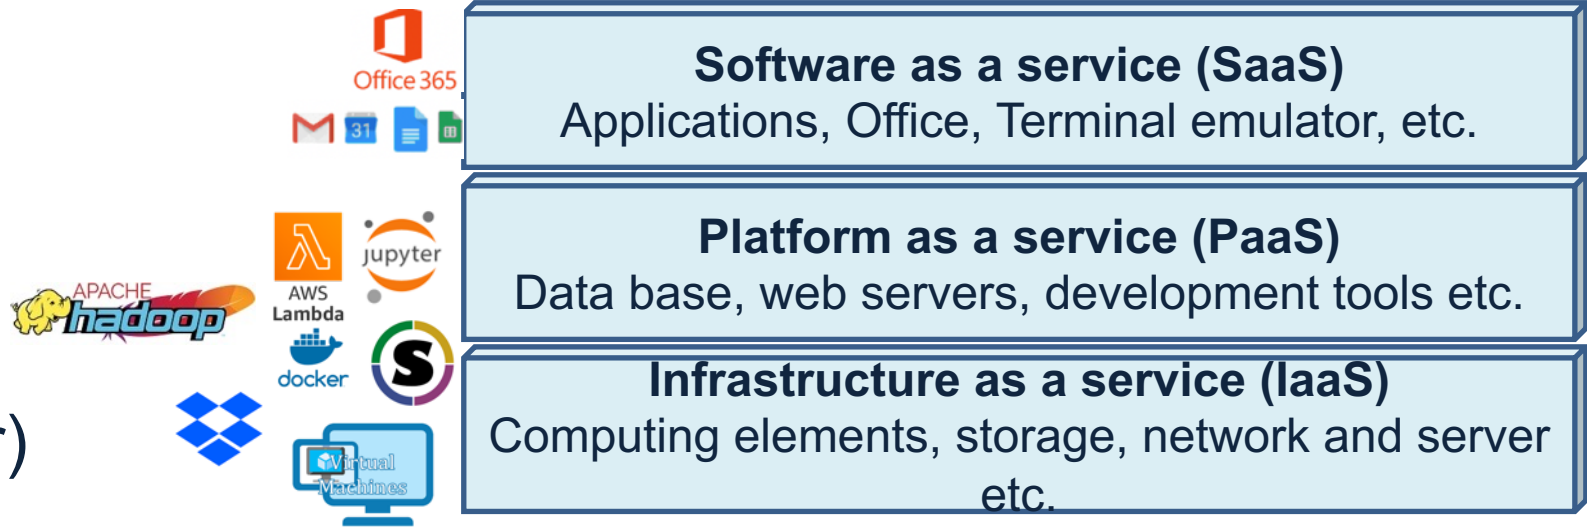 Office 365
31
Software as a service (SaaS)
Applications, Office, Terminal emulator, etc.
AWS
Lambda
jupyter
APACHE
hadoop
Platform as a service (PaaS)
Data base, web servers, development tools etc.
docker
S
Infrastructure as a service (IaaS)
Computing elements, storage, network and server
etc.
)
Virtual
Machines